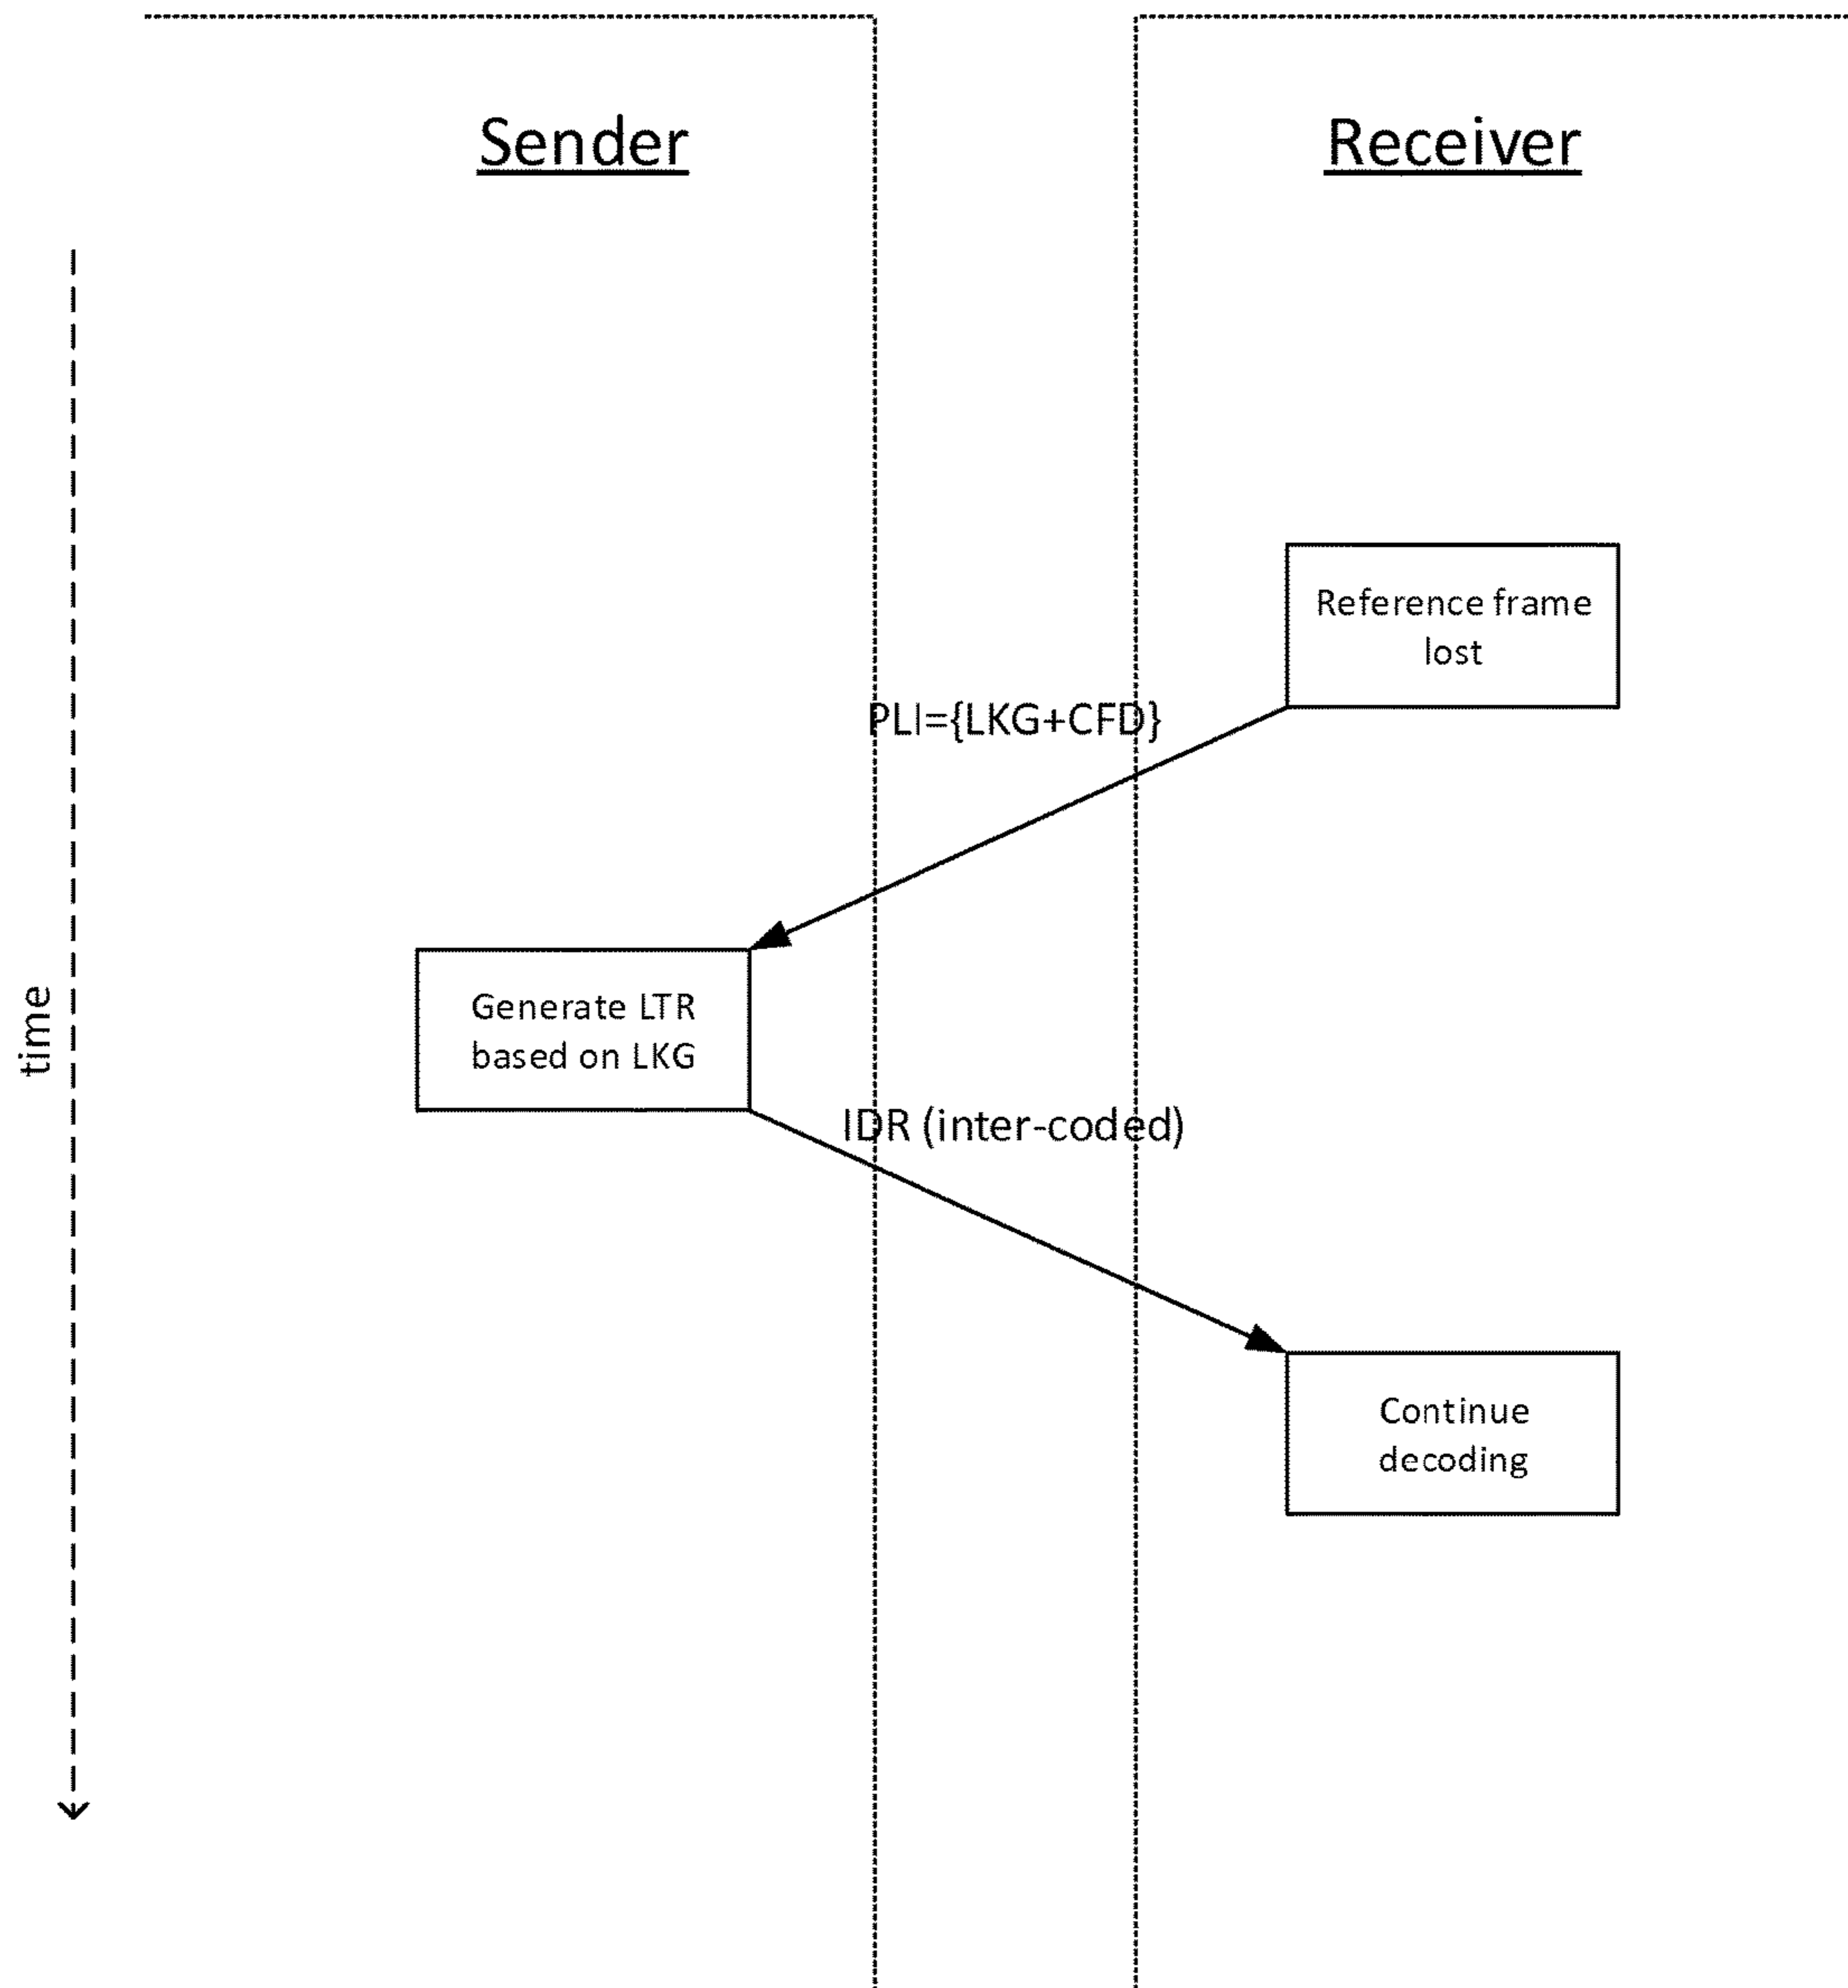 Sender
Receiver
Reference frame
lost
PLI={LKG+CFD}
time
Generate LTR
based on LKG
IDR (inter-coded)
Continue
decoding